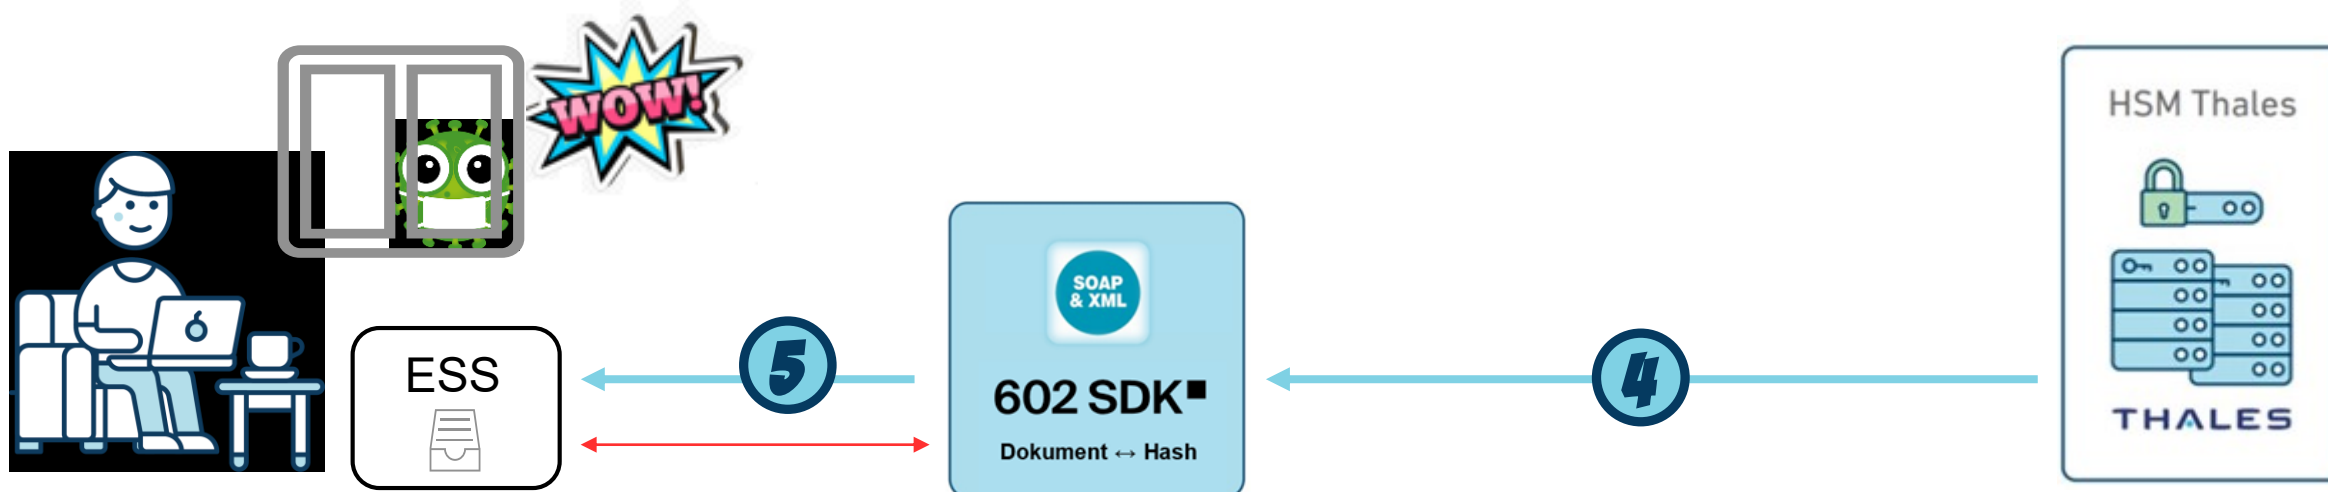 WOW!
HSM Thales
SOAP
& XML
ESS
5
602 SDK
4
THALES
Dokument ↔ Hash